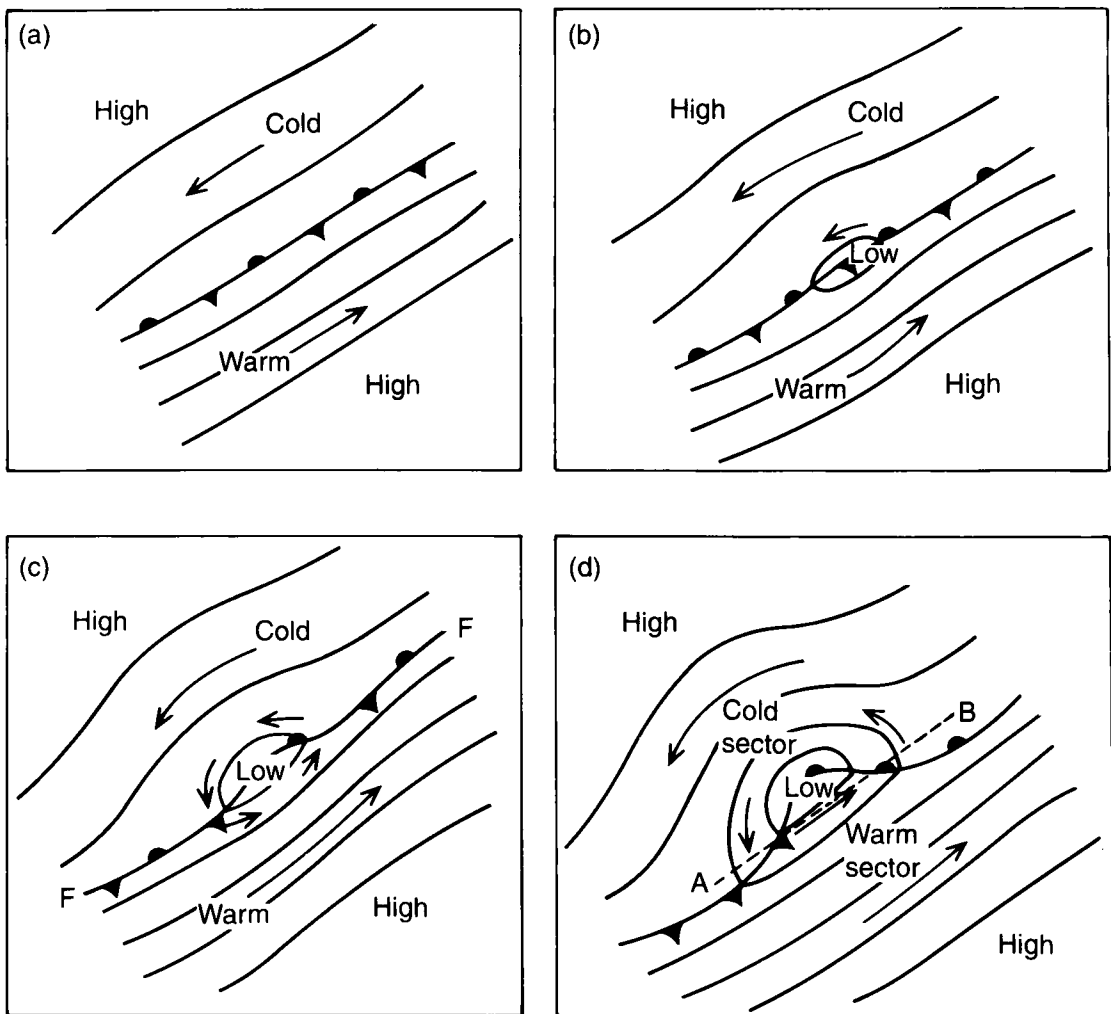 (a)
High
Cold
Warm
High
(b)
High
Cold
Low
Warm
High
(c)
High
Cold
F
Low
F
Warm
High
(d)
High
Cold
sector
B
Low
Warm
sector
A
High